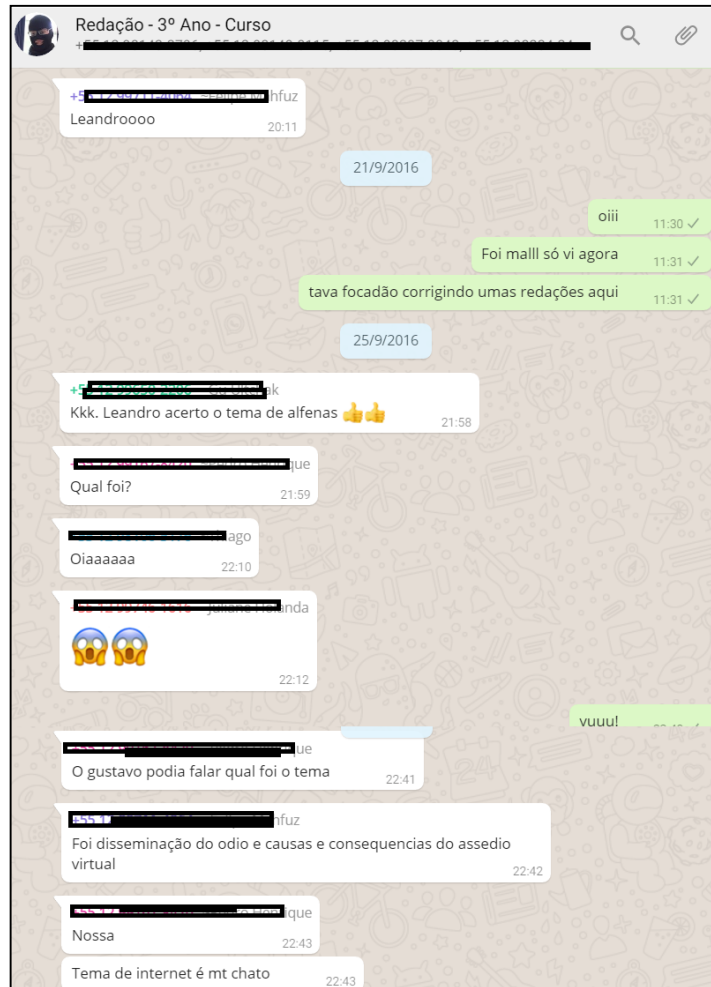 Redação - 3º Ano - Curso
Leandroooo
20:11
21/9/2016
oiii 11:30
Foi malll só vi agora 11:31
tava focadão corrigindo umas redações aqui 11:31
25/9/2016
Kkk. Leandro acerto o tema de alfenas 👍👍
21:58
Qual foi?
21:59
Oiaaaaaa
22:10
😱😱
22:12
vuuu!
O gustavo podia falar qual foi o tema
22:41
Foi disseminação do odio e causas e consequencias do assedio
virtual
22:42
Nossa
22:43
Tema de internet é mt chato
22:43